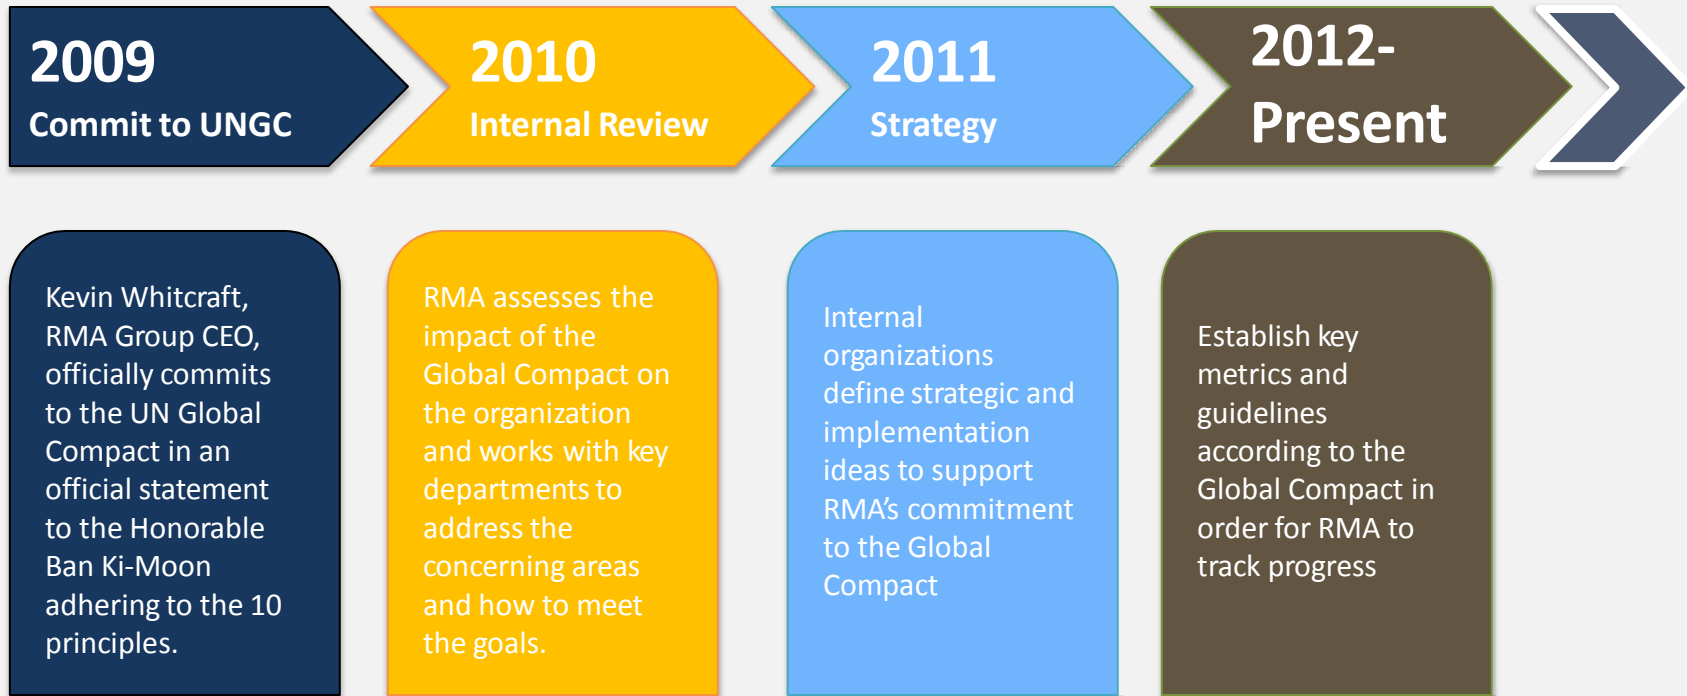 2009
Commit to UNGC
2010
Internal Review
2011
Strategy
2012-
Present
Kevin Whitcraft,
RMA Group CEO,
officially commits
to the UN Global
Compact in an
official statement
to the Honorable
Ban Ki-Moon
adhering to the 10
principles.
RMA assesses the
impact of the
Global Compact on
the organization
and works with key
departments to
address the
concerning areas
and how to meet
the goals.
Internal
organizations
define strategic and
implementation
ideas to support
RMA’s commitment
to the Global
Compact
Establish key
metrics and
guidelines
according to the
Global Compact in
order for RMA to
track progress